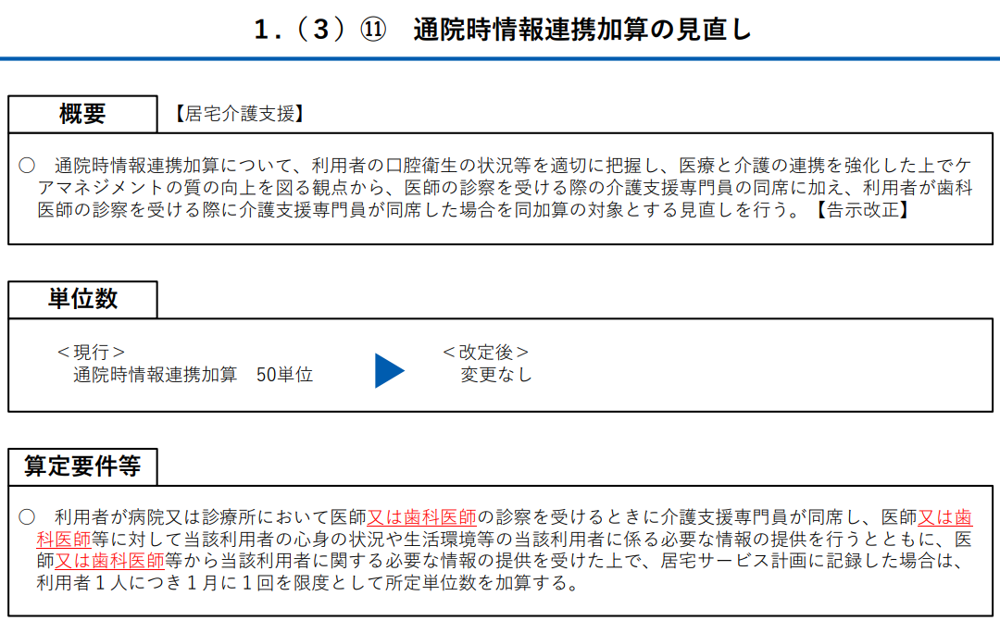 １.（３）⑪　通院時情報連携加算の見直し
概要
【居宅介護支援】
○　通院時情報連携加算について、利用者の口腔衛生の状況等を適切に把握し、医療と介護の連携を強化した上でケ
アマネジメントの質の向上を図る観点から、医師の診察を受ける際の介護支援専門員の同席に加え、利用者が歯科
医師の診察を受ける際に介護支援専門員が同席した場合を同加算の対象とする見直しを行う。【告示改正】
単位数
＜現行＞
通院時情報連携加算　50単位
＜改定後＞
変更なし
算定要件等
○　利用者が病院又は診療所において医師又は歯科医師の診察を受けるときに介護支援専門員が同席し、医師又は歯
科医師等に対して当該利用者の心身の状況や生活環境等の当該利用者に係る必要な情報の提供を行うとともに、医
師又は歯科医師等から当該利用者に関する必要な情報の提供を受けた上で、居宅サービス計画に記録した場合は、
利用者１人につき１月に１回を限度として所定単位数を加算する。